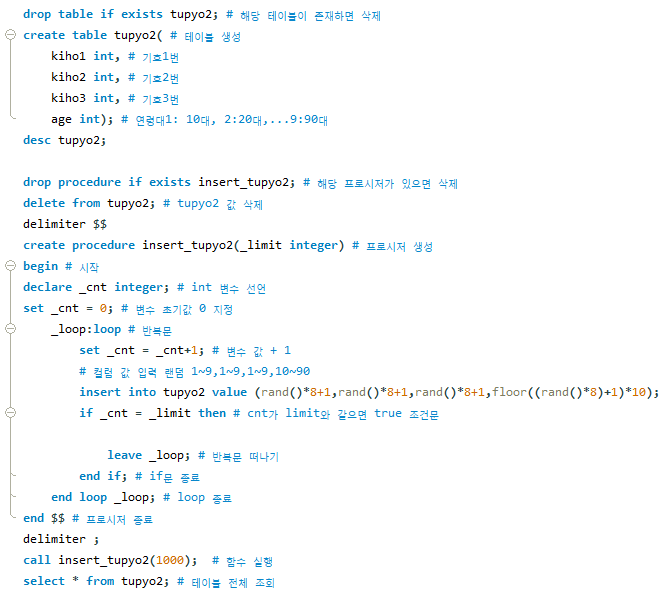 drop table if exists tupyo2; # 해당 테이블이 존재하면 삭제
create table tupyo2( # 테이블 생성
kiho1 int, # 기호1번
kiho2 int, # 기호2번
kiho3 int, # 기호3번
age int); # 연령대1: 10대, 2:20대,...9:90대
desc tupyo2;
drop procedure if exists insert_tupyo2; # 해당 프로시저가 있으면 삭제
delete from tupyo2; # tupyo2 값 삭제
delimiter $$
create procedure insert_tupyo2(_limit integer) # 프로시저 생성
begin # 시작
declare _cnt integer; # int 변수 선언
set _cnt = 0; # 변수 초기값 0 지정
_loop:loop # 반복문
set _cnt = _cnt+1; # 변수 값 + 1
# 컬럼 값 입력 랜덤 1~9,1~9,1~9,10~90
insert into tupyo2 value (rand()*8+1,rand()*8+1,rand()*8+1,floor((rand()*8)+1)*10);
if _cnt = _limit then # cnt가 limit와 같으면 true 조건문
leave _loop; # 반복문 떠나기
end if; # if문 종료
end loop _loop; # loop 종료
end $$ # 프로시저 종료
delimiter ;
call insert_tupyo2(1000); # 함수 실행
select * from tupyo2; # 테이블 전체 조회